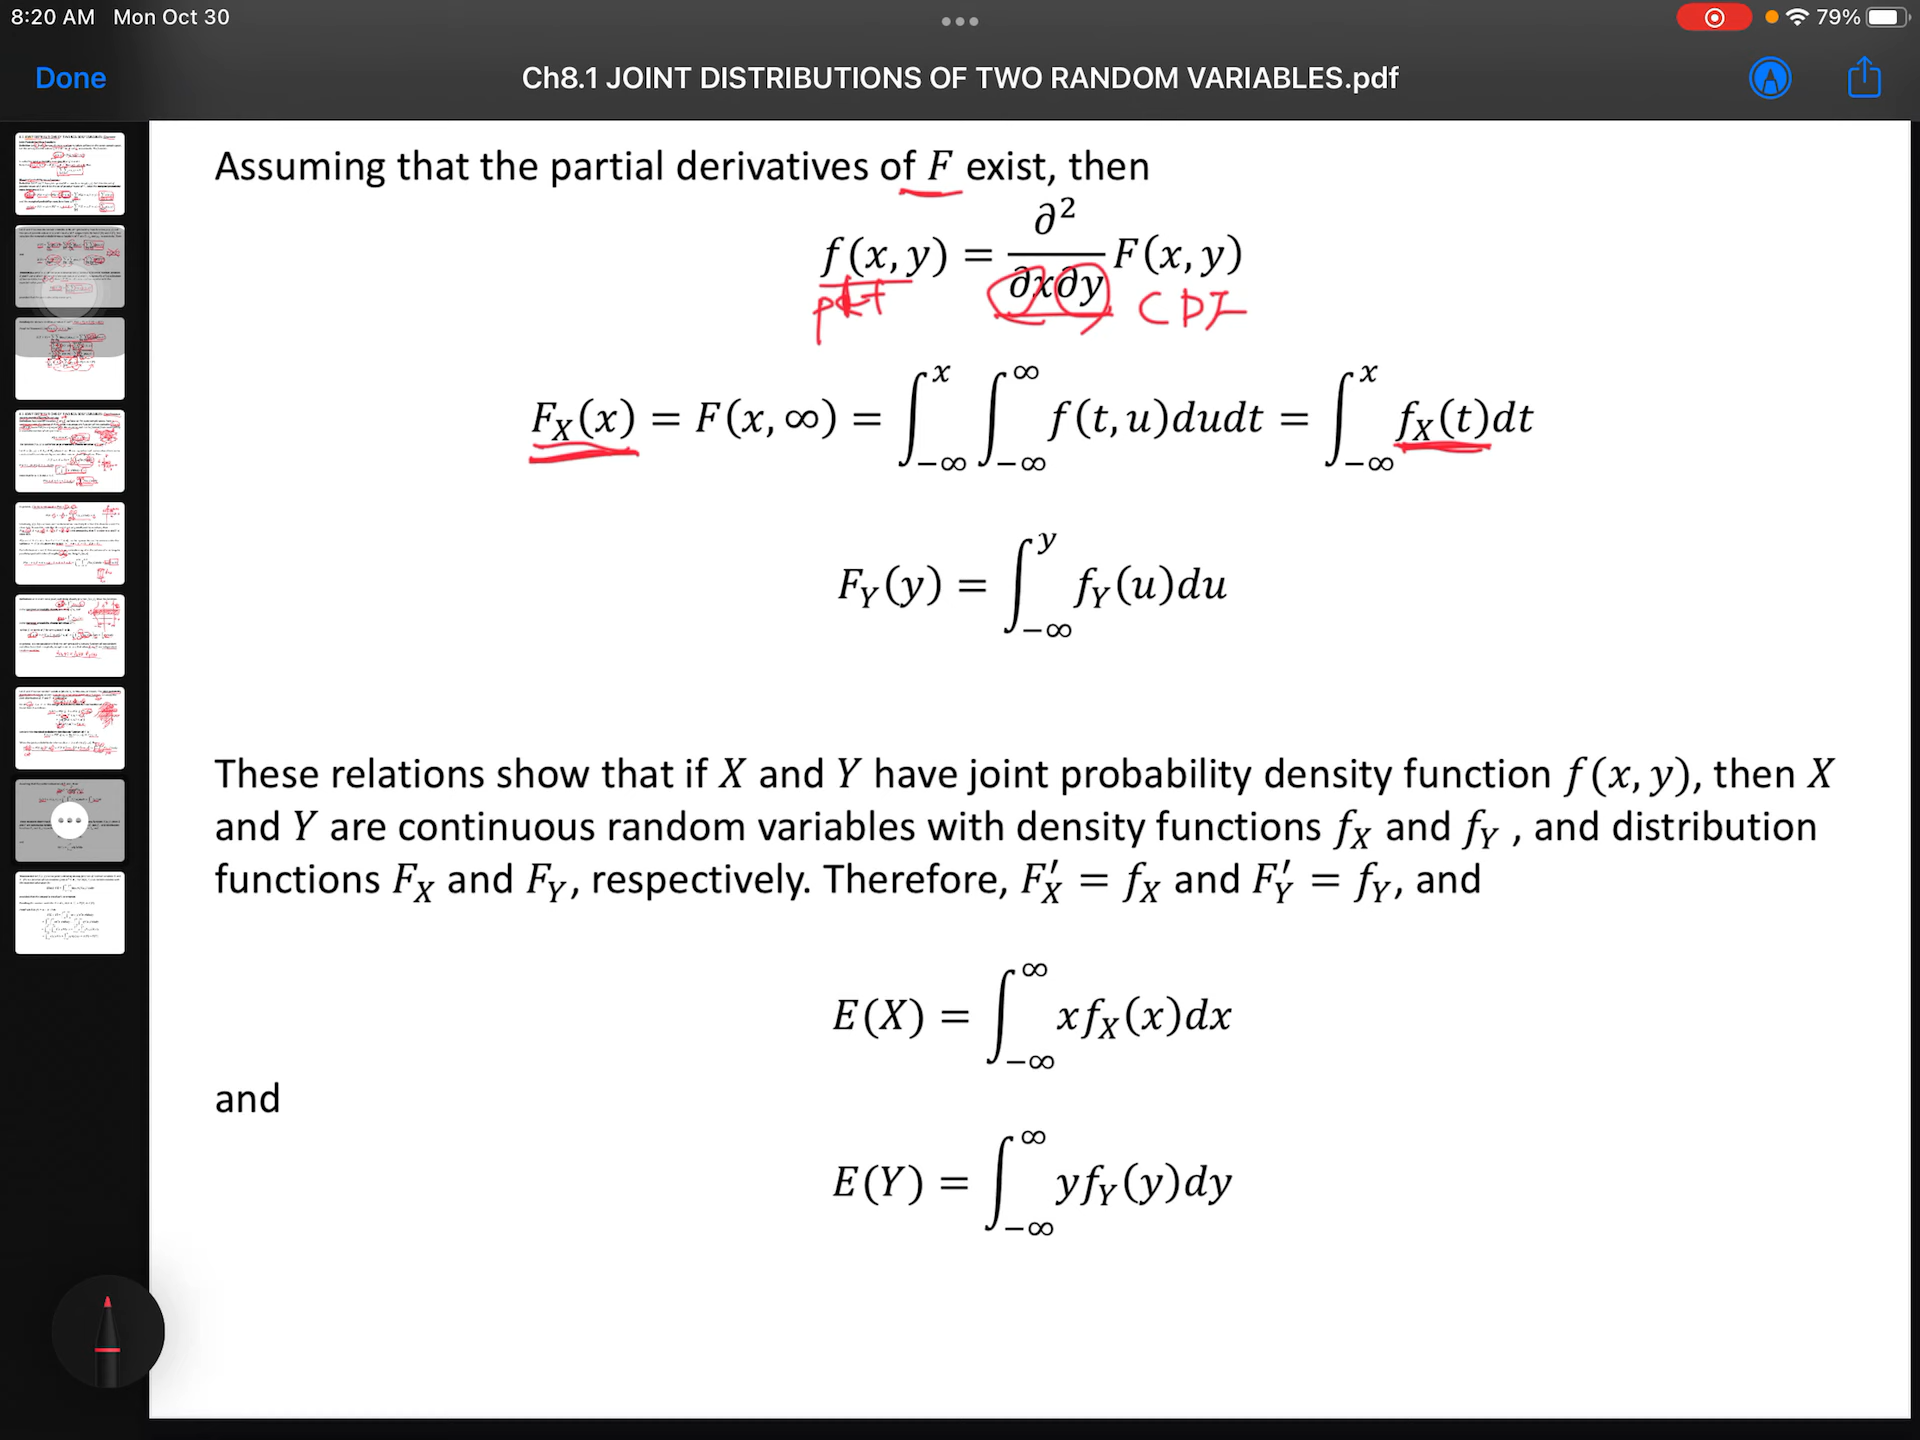 8:20 AM Mon Oct 30
79%
Done
Ch8.1 JOINT DISTRIBUTIONS OF TWO RANDOM VARIABLES.pdf
Assuming that the partial derivatives of F exist, then
f(x, y) = ∂²/∂x∂y F(x, y)
pdf CDF
F_X(x) = F(x, ∞) = ∫_{−∞}^{x} ∫_{−∞}^{∞} f(t, u)dudt = ∫_{−∞}^{x} f_X(t)dt
F_Y(y) = ∫_{−∞}^{y} f_Y(u)du
These relations show that if X and Y have joint probability density function f(x, y), then X
and Y are continuous random variables with density functions f_X and f_Y , and distribution
functions F_X and F_Y, respectively. Therefore, F′_X = f_X and F′_Y = f_Y, and
E(X) = ∫_{−∞}^{∞} xf_X(x)dx
and
E(Y) = ∫_{−∞}^{∞} yf_Y(y)dy